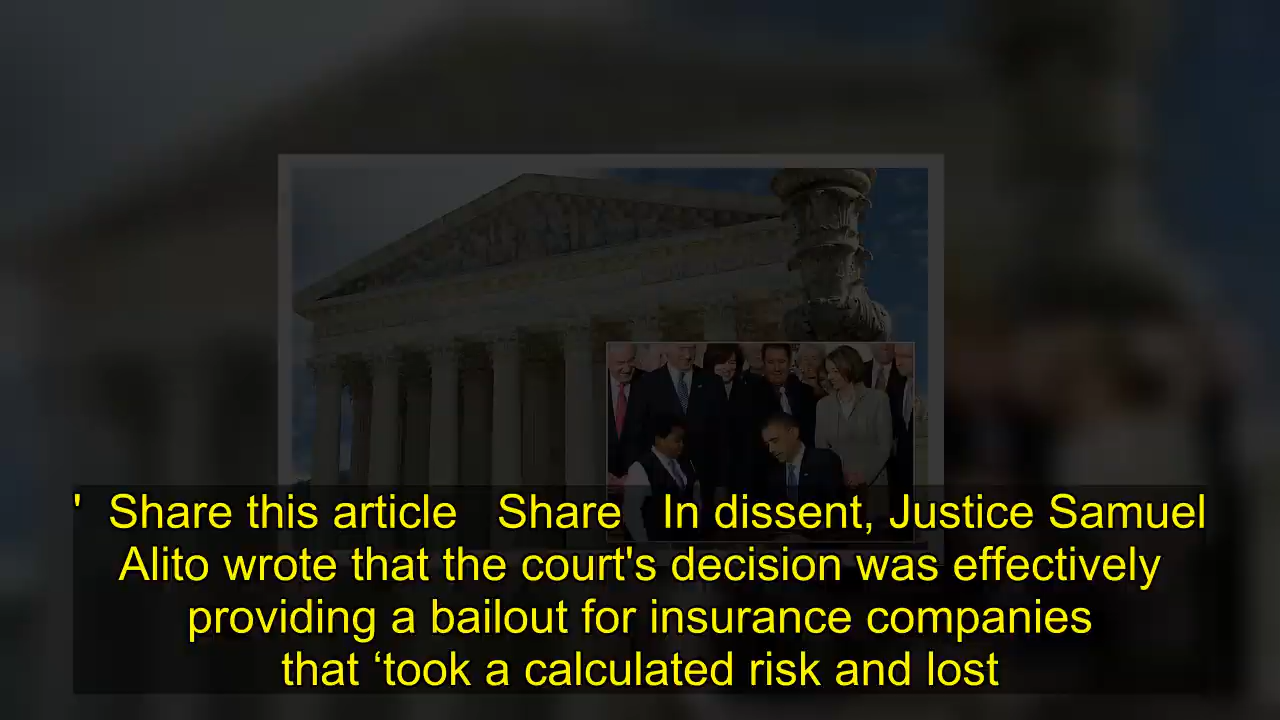 ' Share this article Share In dissent, Justice Samuel
Alito wrote that the court's decision was effectively
providing a bailout for insurance companies
that ‘took a calculated risk and lost